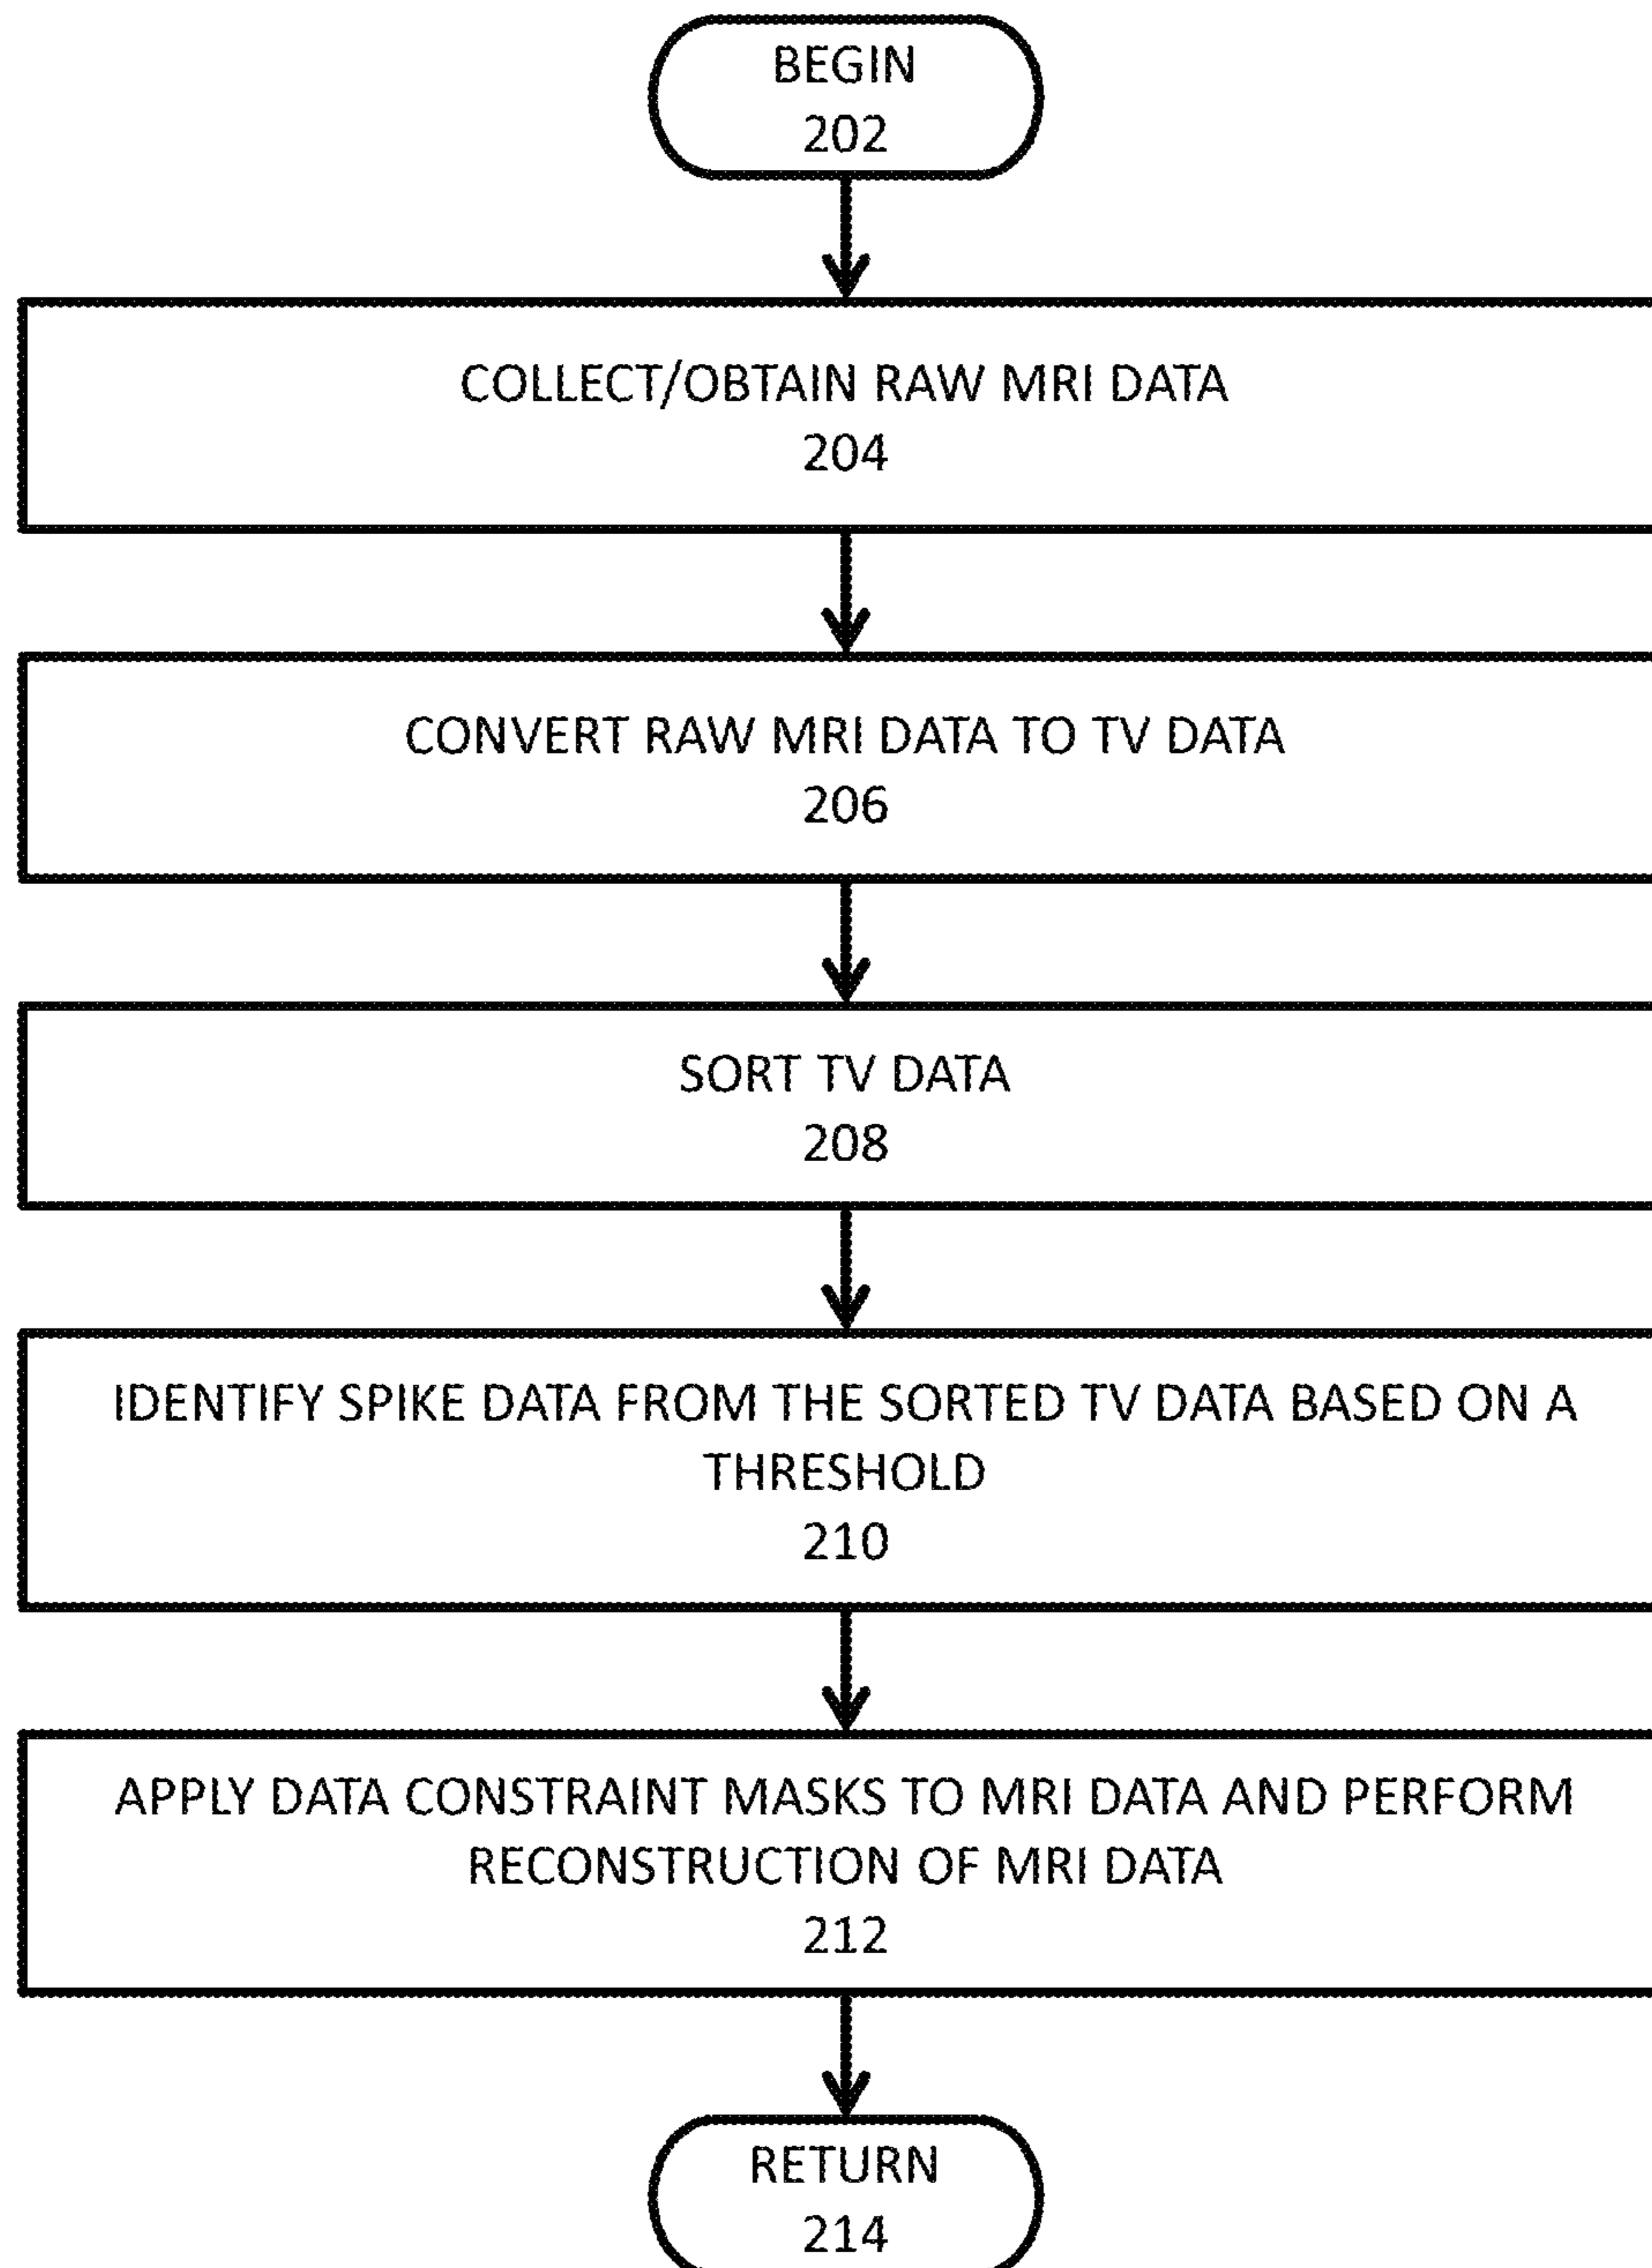 BEGIN
202
COLLECT/OBTAIN RAW MRI DATA
204
CONVERT RAW MRI DATA TO TV DATA
206
SORT TV DATA
208
IDENTIFY SPIKE DATA FROM THE SORTED TV DATA BASED ON A
THRESHOLD
210
APPLY DATA CONSTRAINT MASKS TO MRI DATA AND PERFORM
RECONSTRUCTION OF MRI DATA
212
RETURN
214